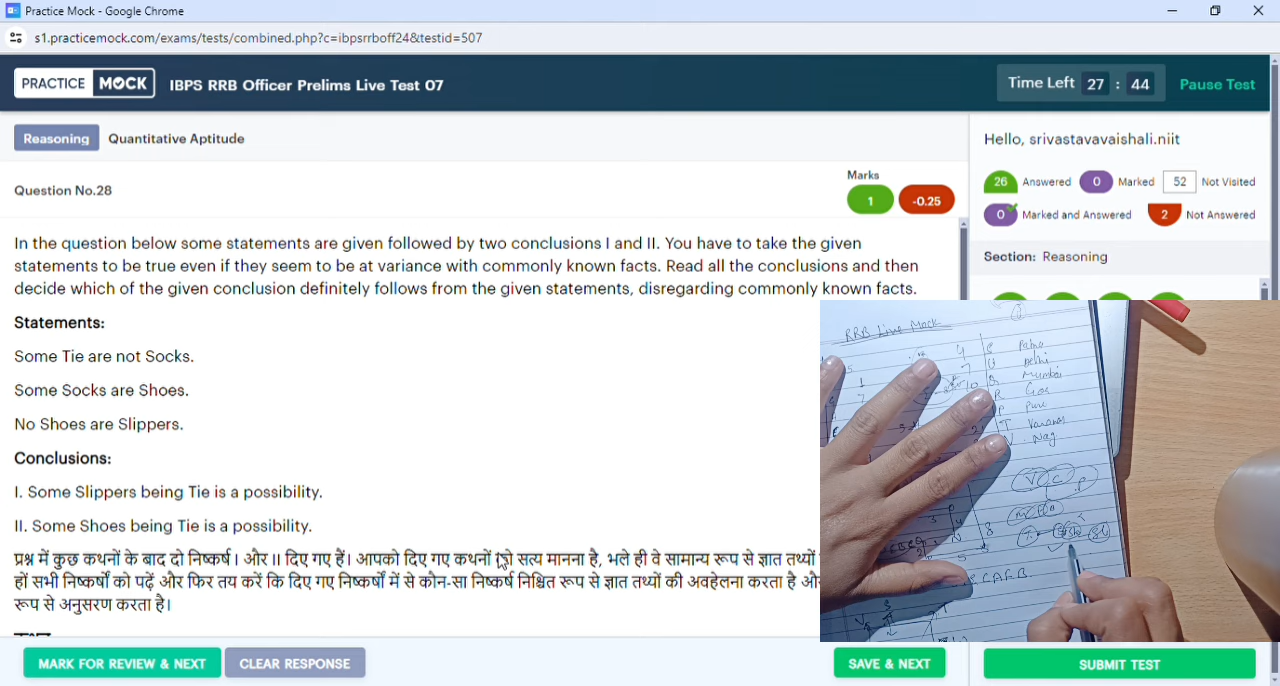 Practice Mock - Google Chrome
s1.practicemock.com/exams/tests/combined.php?c=ibpsrrboff24&testid=507
PRACTICE MOCK
IBPS RRB Officer Prelims Live Test 07
Time Left 27 : 44
Pause Test
Reasoning
Quantitative Aptitude
Hello, srivastavavaishali.niit
Question No.28
Marks
1
-0.25
26 Answered
0 Marked
52 Not Visited
0 Marked and Answered
2 Not Answered
Section: Reasoning
In the question below some statements are given followed by two conclusions I and II. You have to take the given
statements to be true even if they seem to be at variance with commonly known facts. Read all the conclusions and then
decide which of the given conclusion definitely follows from the given statements, disregarding commonly known facts.
Statements:
Some Tie are not Socks.
Some Socks are Shoes.
No Shoes are Slippers.
Conclusions:
I. Some Slippers being Tie is a possibility.
II. Some Shoes being Tie is a possibility.
प्रश्न में कुछ कथनों के बाद दो निष्कर्ष I और II दिए गए हैं। आपको दिए गए कथनों को सत्य मानना है, भले ही वे सामान्य रूप से ज्ञात तथ्यों
हों सभी निष्कर्षों को पढ़ें और फिर तय करें कि दिए गए निष्कर्षों में से कौन-सा निष्कर्ष निश्चित रूप से ज्ञात तथ्यों की अवहेलना करता है
रूप से अनुसरण करता है।
RRB Live Mock
4 S Patna
7 U Delhi
Mumbai
R Goa
P Pune
T
Nag
MARK FOR REVIEW & NEXT
CLEAR RESPONSE
SAVE & NEXT
SUBMIT TEST